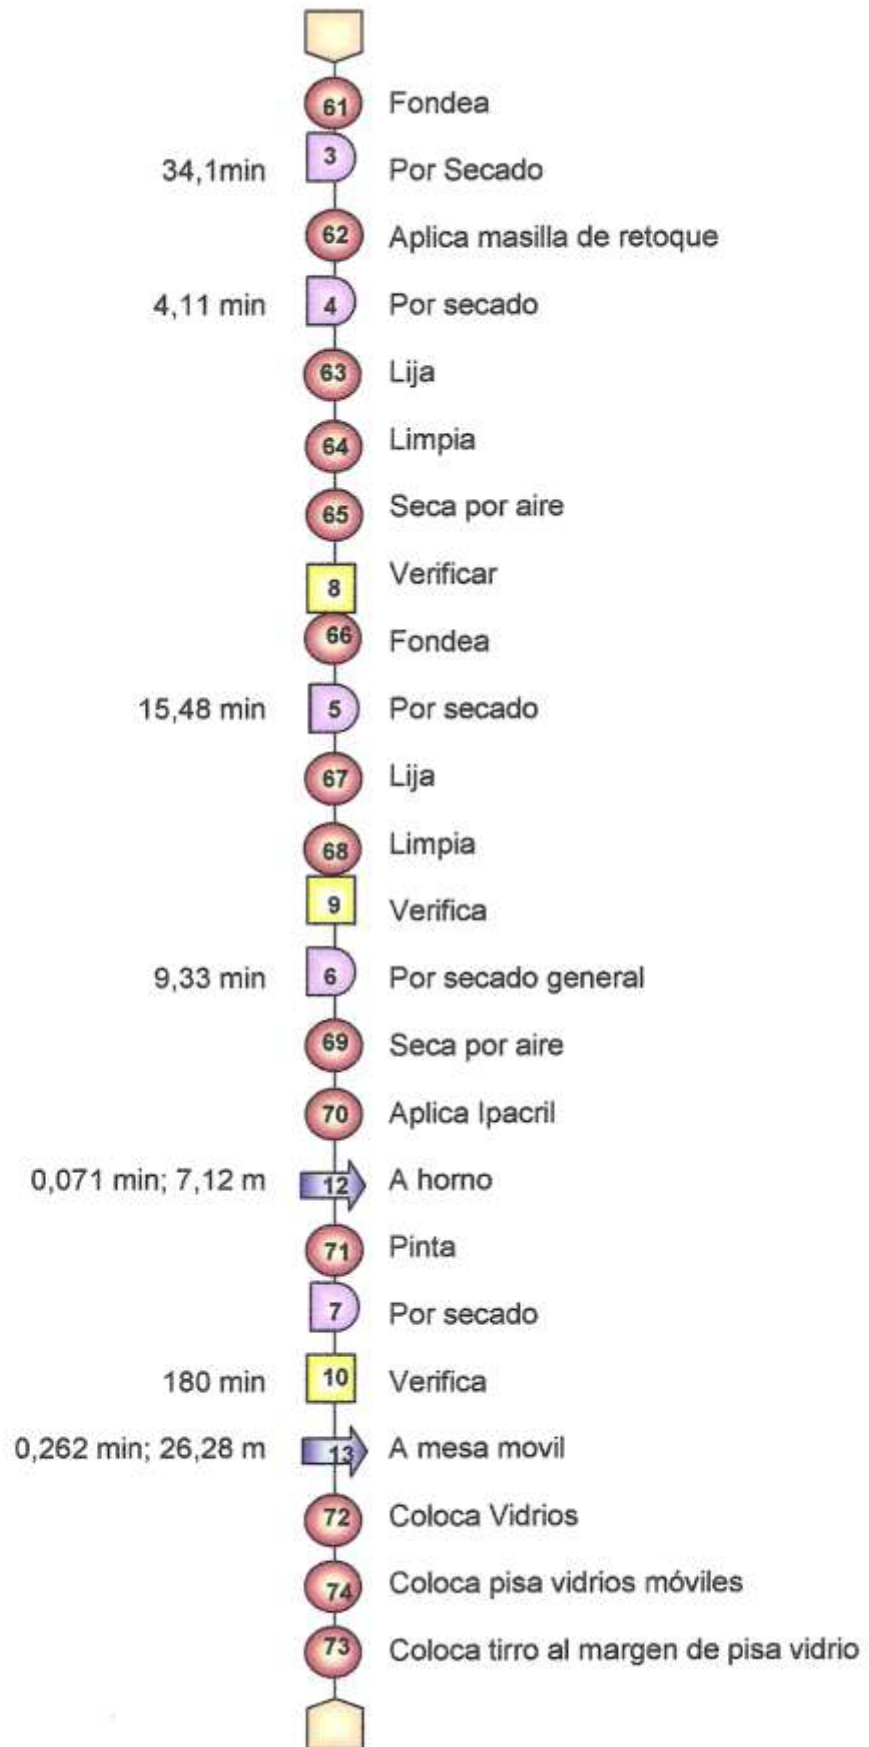 61 Fondea
34,1min 3 Por Secado
62 Aplica masilla de retoque
4,11 min 4 Por secado
63 Lija
64 Limpia
65 Seca por aire
8 Verificar
66 Fondea
15,48 min 5 Por secado
67 Lija
68 Limpia
9 Verifica
9,33 min 6 Por secado general
69 Seca por aire
70 Aplica Ipacril
0,071 min; 7,12 m 12 A horno
71 Pinta
7 Por secado
180 min 10 Verifica
0,262 min; 26,28 m 13 A mesa movil
72 Coloca Vidrios
74 Coloca pisa vidrios móviles
73 Coloca tirro al margen de pisa vidrio